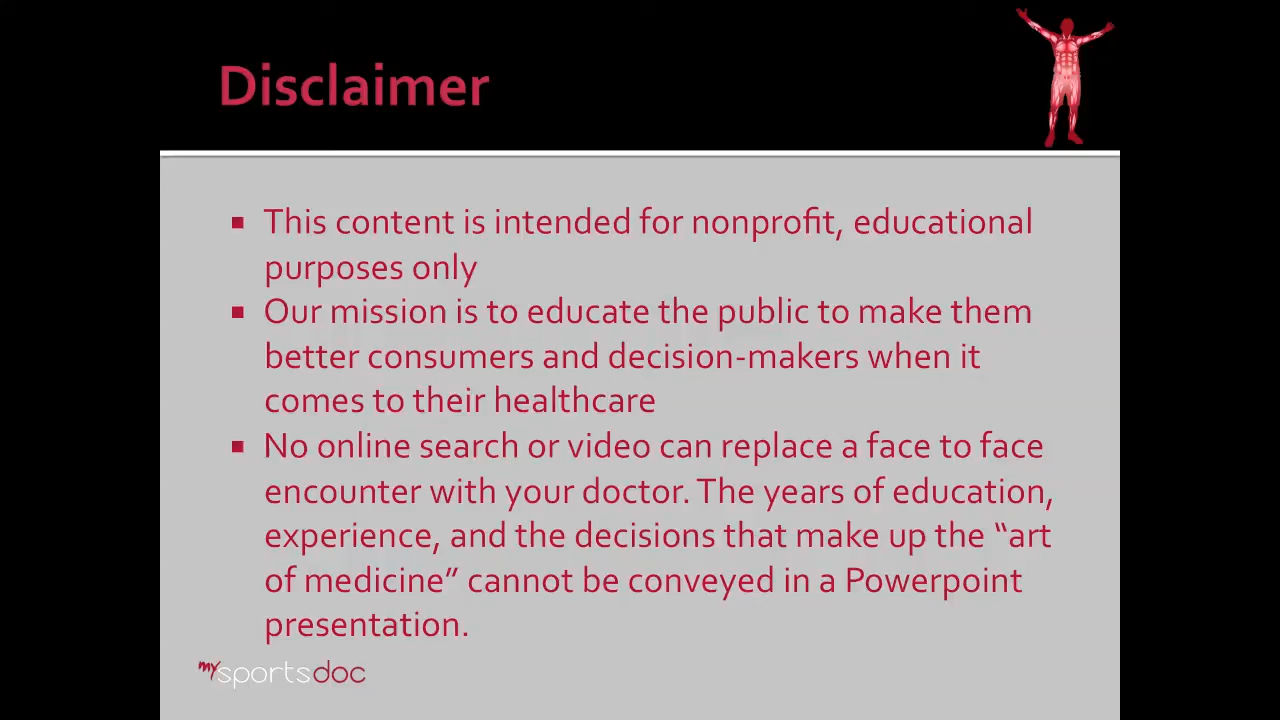 Disclaimer
▪ This content is intended for nonprofit, educational
purposes only
▪ Our mission is to educate the public to make them
better consumers and decision-makers when it
comes to their healthcare
▪ No online search or video can replace a face to face
encounter with your doctor. The years of education,
experience, and the decisions that make up the “art
of medicine” cannot be conveyed in a Powerpoint
presentation.
mysportsdoc